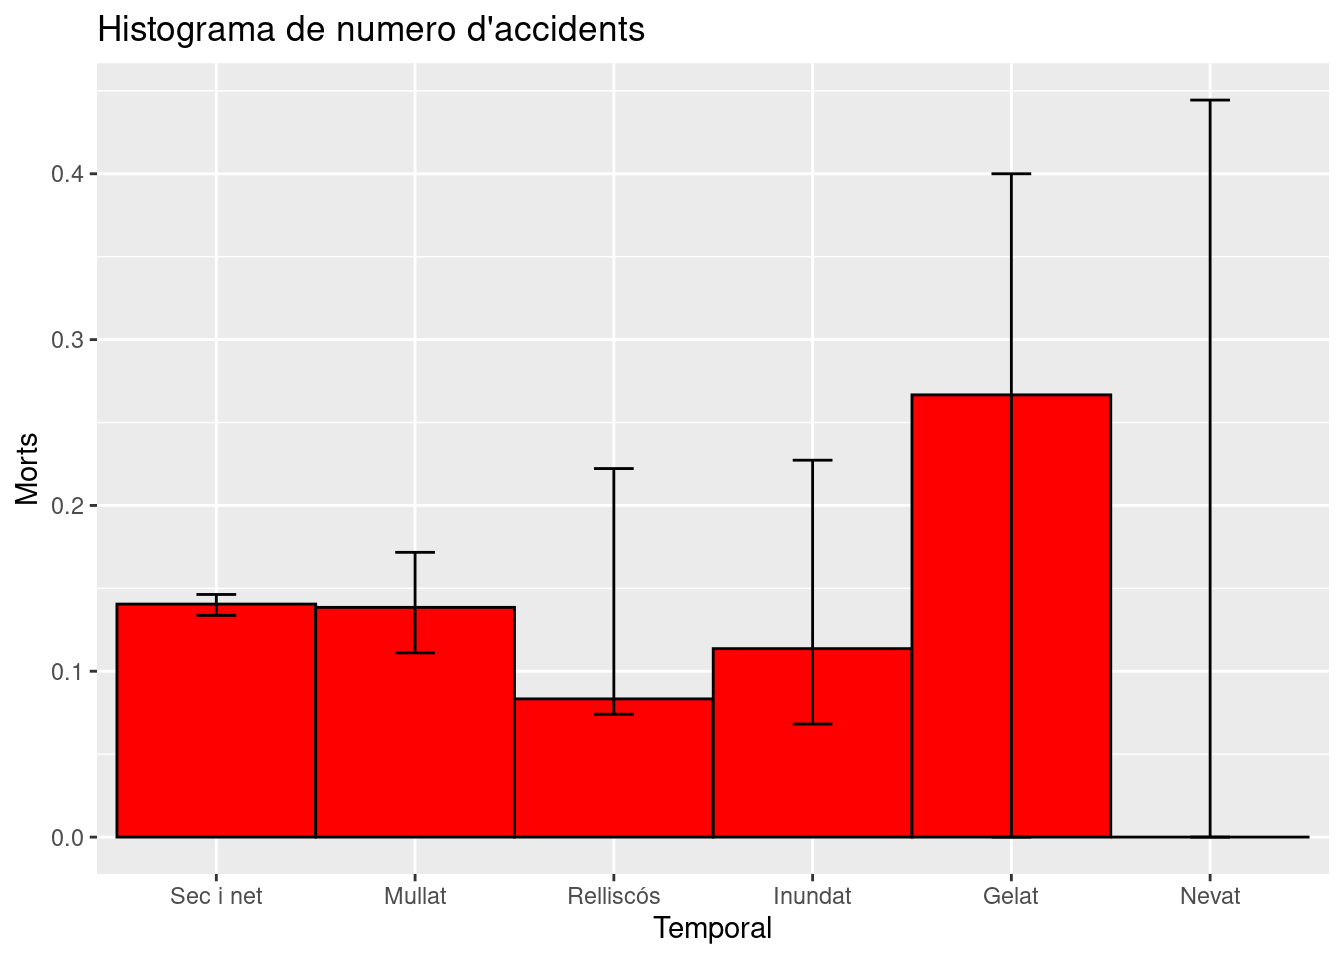 Histograma de numero d'accidents
Morts
0.4
0.3
0.2
0.1
0.0
Sec i net Mullat Relliscós Inundat Gelat Nevat
Temporal